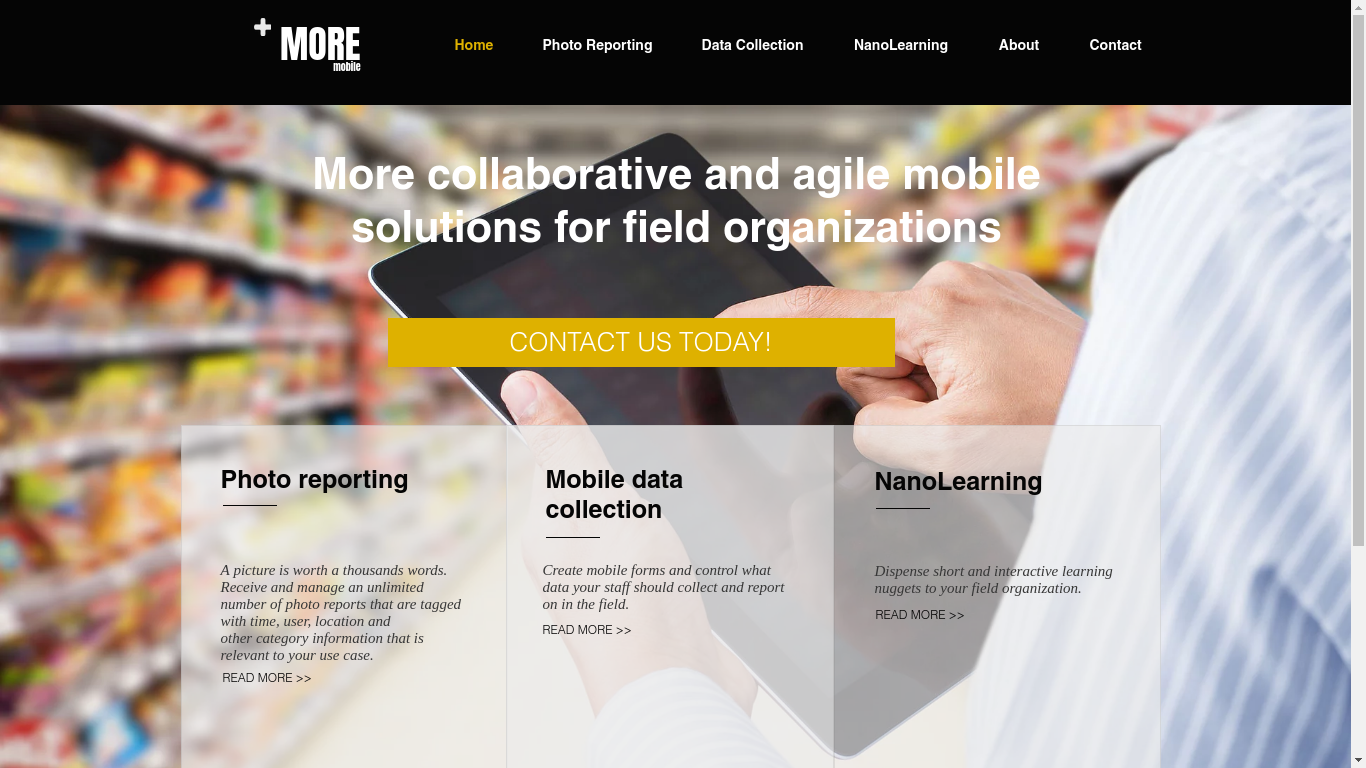 MORE
mobile
Home
Photo Reporting
Data Collection
NanoLearning
About
Contact
More collaborative and agile mobile
solutions for field organizations
CONTACT US TODAY!
Photo reporting
A picture is worth a thousands words.
Receive and manage an unlimited
number of photo reports that are tagged
with time, user, location and
other category information that is
relevant to your use case.
READ MORE >>
Mobile data
collection
Create mobile forms and control what
data your staff should collect and report
on in the field.
READ MORE >>
NanoLearning
Dispense short and interactive learning
nuggets to your field organization.
READ MORE >>